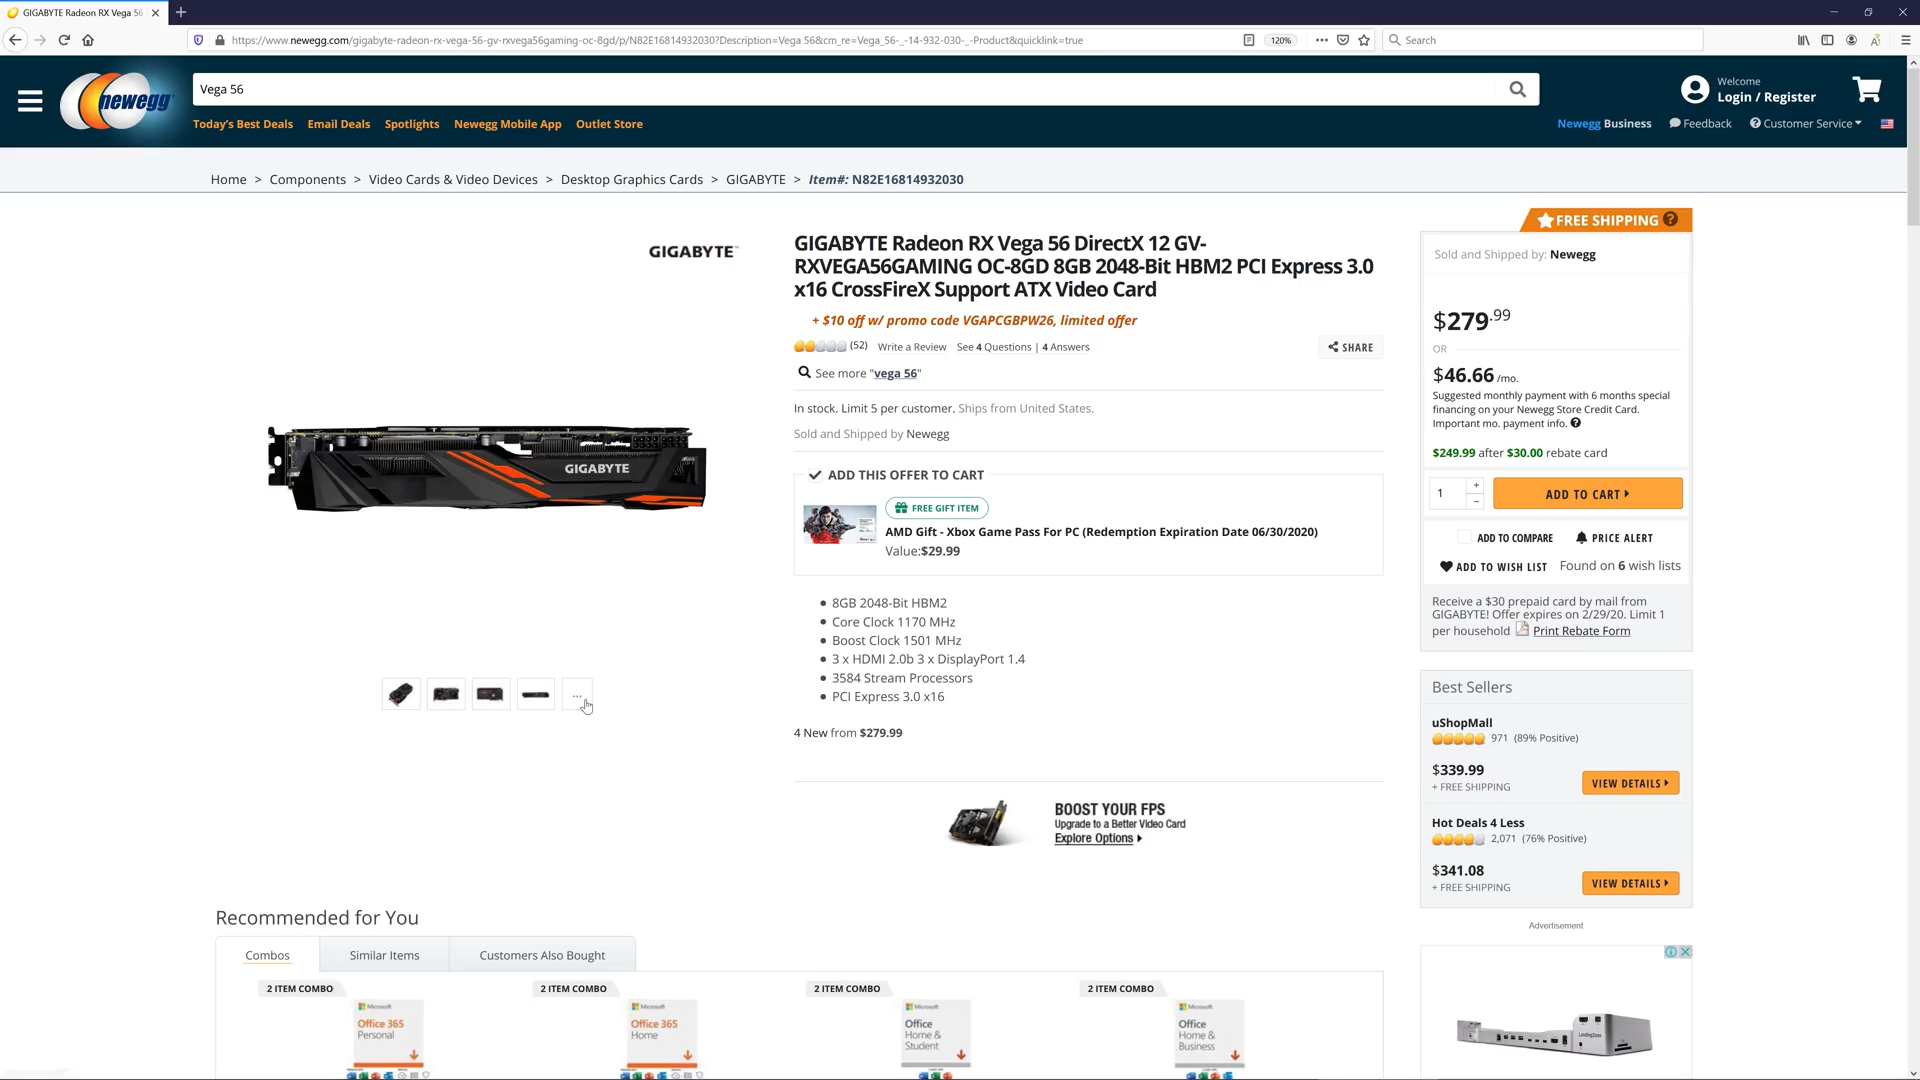 GIGABYTE Radeon RX Vega 56
https://www.newegg.com/gigabyte-radeon-rx-vega-56-gv-rxvega56gaming-oc-8gd/p/N82E16814932030?Description=Vega 56&cm_re=Vega_56-_-14-932-030-_-Product&quicklink=true
120%
Search
newegg
Vega 56
Welcome
Login / Register
Today's Best Deals
Email Deals
Spotlights
Newegg Mobile App
Outlet Store
Newegg Business
Feedback
Customer Service
Home > Components > Video Cards & Video Devices > Desktop Graphics Cards > GIGABYTE > Item#: N82E16814932030
GIGABYTE™
GIGABYTE
GIGABYTE Radeon RX Vega 56 DirectX 12 GV-
RXVEGA56GAMING OC-8GD 8GB 2048-Bit HBM2 PCI Express 3.0
x16 CrossFireX Support ATX Video Card
+ $10 off w/ promo code VGAPCGBPW26, limited offer
(52) Write a Review See 4 Questions | 4 Answers
SHARE
See more "vega 56"
In stock. Limit 5 per customer. Ships from United States.
Sold and Shipped by Newegg
ADD THIS OFFER TO CART
FREE GIFT ITEM
AMD Gift - Xbox Game Pass For PC (Redemption Expiration Date 06/30/2020)
Value:$29.99
• 8GB 2048-Bit HBM2
• Core Clock 1170 MHz
• Boost Clock 1501 MHz
• 3 x HDMI 2.0b 3 x DisplayPort 1.4
• 3584 Stream Processors
• PCI Express 3.0 x16
...
4 New from $279.99
BOOST YOUR FPS
Upgrade to a Better Video Card
Explore Options
FREE SHIPPING
Sold and Shipped by: Newegg
$279.99
OR
$46.66 /mo.
Suggested monthly payment with 6 months special
financing on your Newegg Store Credit Card.
Important mo. payment info.
$249.99 after $30.00 rebate card
1
+
-
ADD TO CART
ADD TO COMPARE
PRICE ALERT
ADD TO WISH LIST
Found on 6 wish lists
Receive a $30 prepaid card by mail from
GIGABYTE! Offer expires on 2/29/20. Limit 1
per household Print Rebate Form
Best Sellers
uShopMall
971 (89% Positive)
$339.99
+ FREE SHIPPING
VIEW DETAILS
Hot Deals 4 Less
2,071 (76% Positive)
$341.08
+ FREE SHIPPING
VIEW DETAILS
Advertisement
LandingZone
Recommended for You
Combos
Similar Items
Customers Also Bought
2 ITEM COMBO
Microsoft
Office 365
Personal
2 ITEM COMBO
Microsoft
Office 365
Home
2 ITEM COMBO
Microsoft
Office
Home &
Student
2 ITEM COMBO
Microsoft
Office
Home &
Business